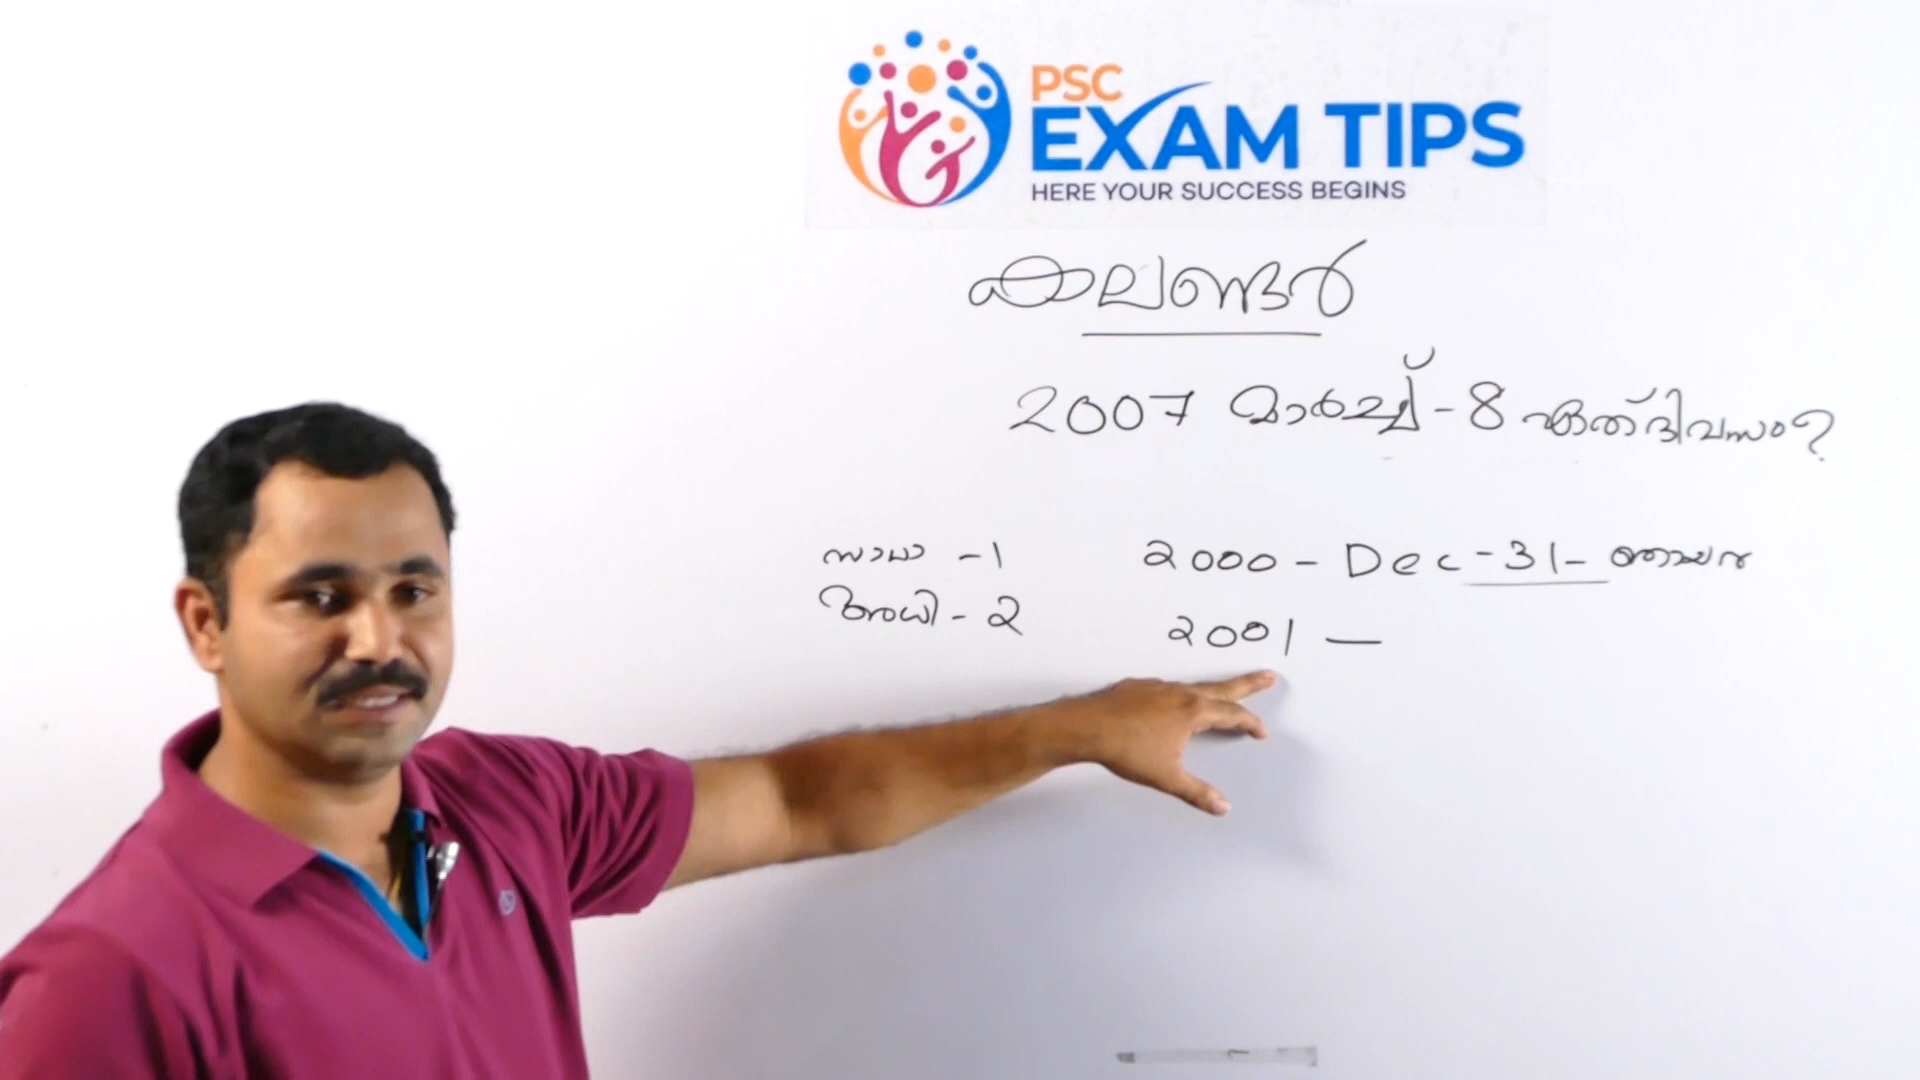 PSC
EXAM TIPS
HERE YOUR SUCCESS BEGINS
കലണ്ടർ
2007 മാർച്ച് - 8 ഏത് ദിവസം?
സാധാ - 1
അധി - 2
2000 - Dec - 31 - ഞായർ
2001 -